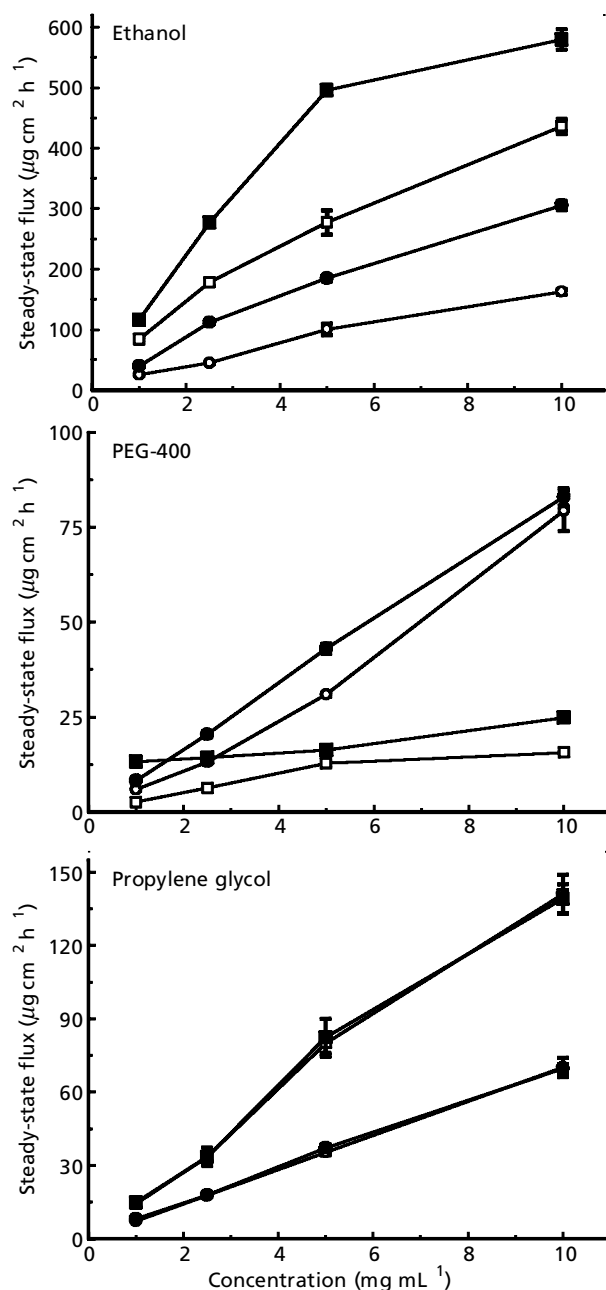 Ethanol
Steady-state flux (μg cm 2 h 1)
600
500
400
300
200
100
0
0 2 4 6 8 10
PEG-400
Steady-state flux (μg cm 2 h 1)
100
75
50
25
0
0 2 4 6 8 10
Propylene glycol
Steady-state flux (μg cm 2 h 1)
150
120
90
60
30
0
0 2 4 6 8 10
Concentration (mg mL 1)